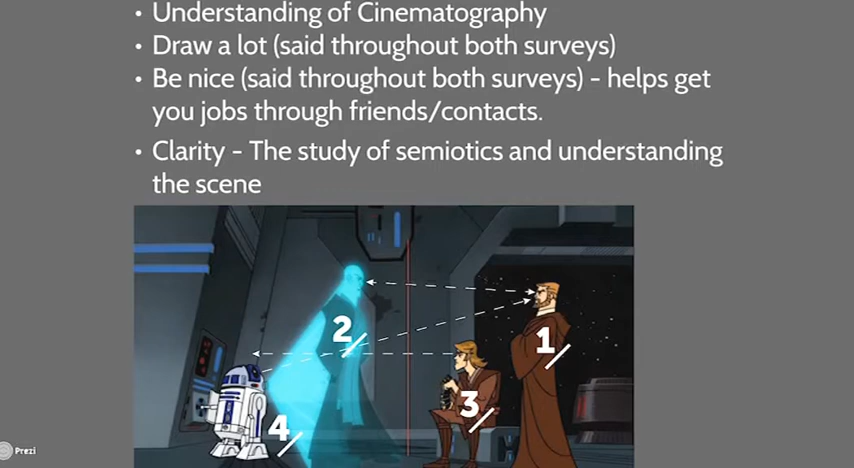 • Understanding of Cinematography
• Draw a lot (said throughout both surveys)
• Be nice (said throughout both surveys) - helps get
you jobs through friends/contacts.
• Clarity - The study of semiotics and understanding
the scene
2
1
3
4
Prezi